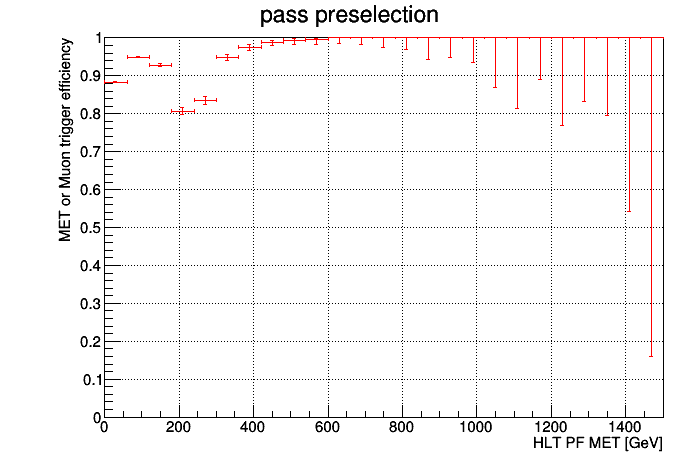 pass preselection
MET or Muon trigger efficiency
1
0.9
0.8
0.7
0.6
0.5
0.4
0.3
0.2
0.1
0
0 200 400 600 800 1000 1200 1400
HLT PF MET [GeV]